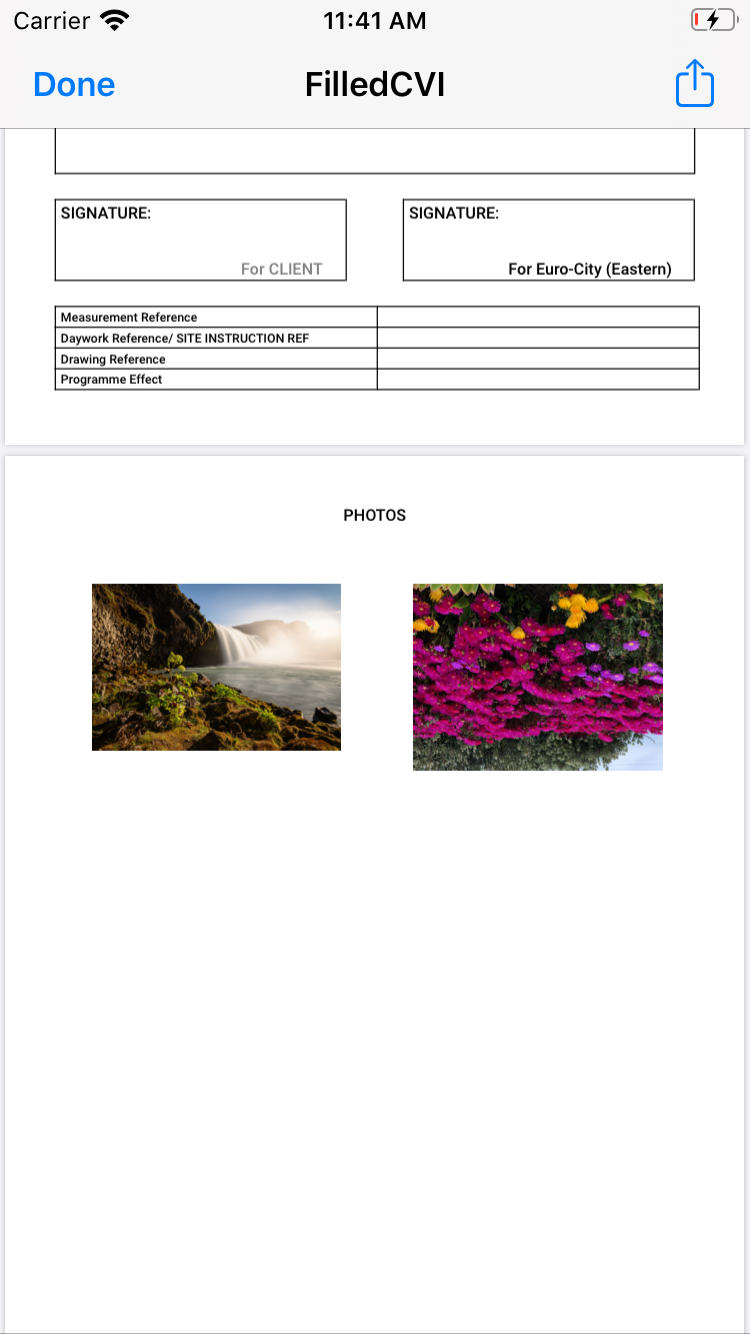 Carrier 11:41 AM
Done FilledCVI
SIGNATURE: SIGNATURE:
For CLIENT For Euro-City (Eastern)
Measurement Reference
Daywork Reference/ SITE INSTRUCTION REF
Drawing Reference
Programme Effect
PHOTOS